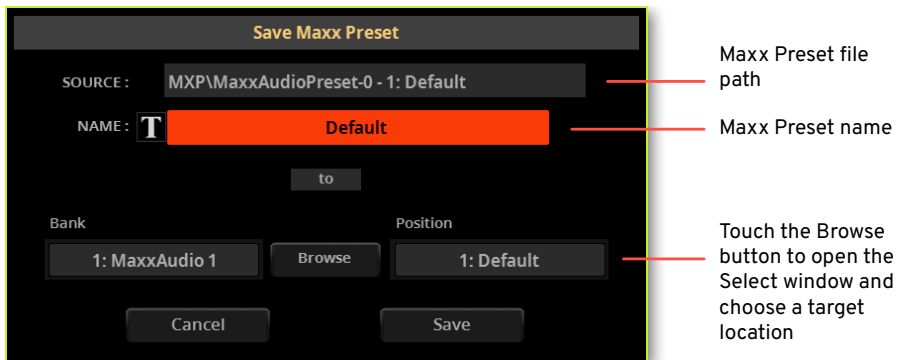 Save Maxx Preset
SOURCE :
MXP\MaxxAudioPreset-0 - 1: Default
Maxx Preset file
path
NAME :
T
Default
Maxx Preset name
to
Bank
Position
1: MaxxAudio 1
Browse
1: Default
Touch the Browse
button to open the
Select window and
choose a target
location
Cancel
Save